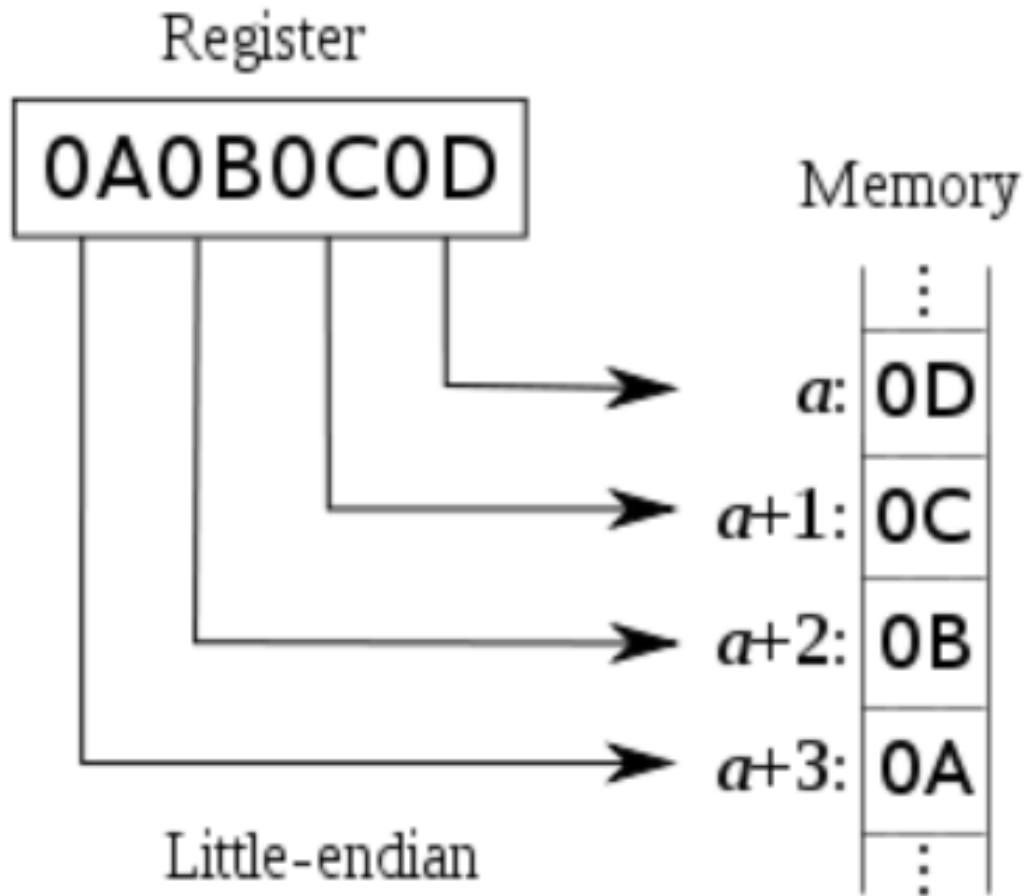 Register
0A0B0C0D
Memory
⋮
a: 0D
a+1: 0C
a+2: 0B
a+3: 0A
⋮
Little-endian